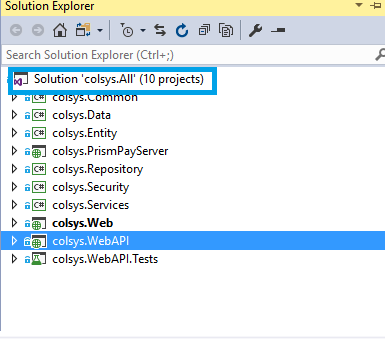 Solution Explorer
Search Solution Explorer (Ctrl+;)
Solution 'colsys.All' (10 projects)
C# colsys.Common
C# colsys.Data
C# colsys.Entity
colsys.PrismPayServer
C# colsys.Repository
C# colsys.Security
C# colsys.Services
colsys.Web
colsys.WebAPI
colsys.WebAPI.Tests